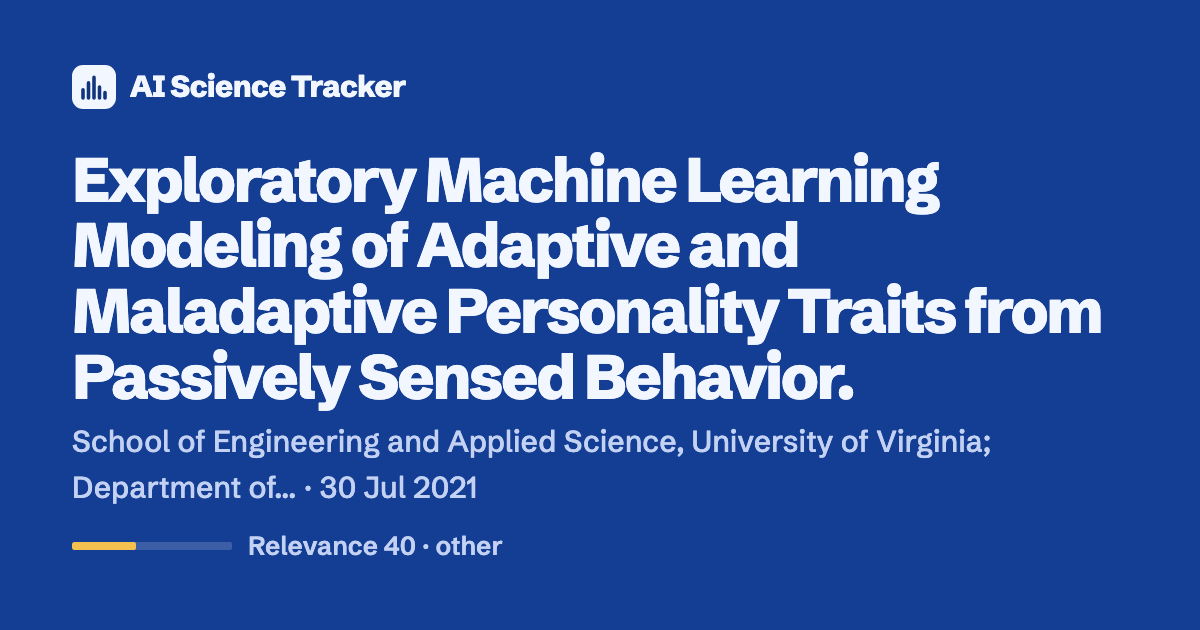 AI Science Tracker
Exploratory Machine Learning
Modeling of Adaptive and
Maladaptive Personality Traits from
Passively Sensed Behavior.
School of Engineering and Applied Science, University of Virginia;
Department of... · 30 Jul 2021
Relevance 40 · other